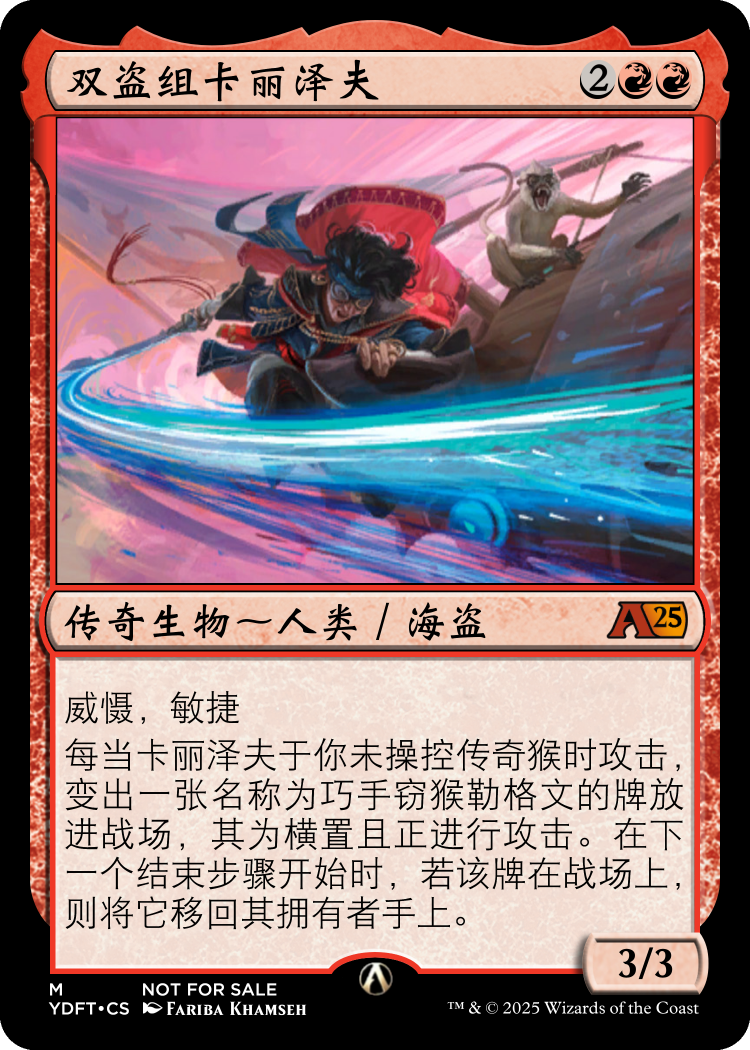 双盗组卡丽泽夫
2
传奇生物～人类／海盗
A25
威慑，敏捷
每当卡丽泽夫于你未操控传奇猴时攻击，
变出一张名称为巧手窃猴勒格文的牌放
进战场，其为横置且正进行攻击。在下
一个结束步骤开始时，若该牌在战场上，
则将它移回其拥有者手上。
3/3
M NOT FOR SALE
YDFT•CS Fariba Khamseh
™ & © 2025 Wizards of the Coast